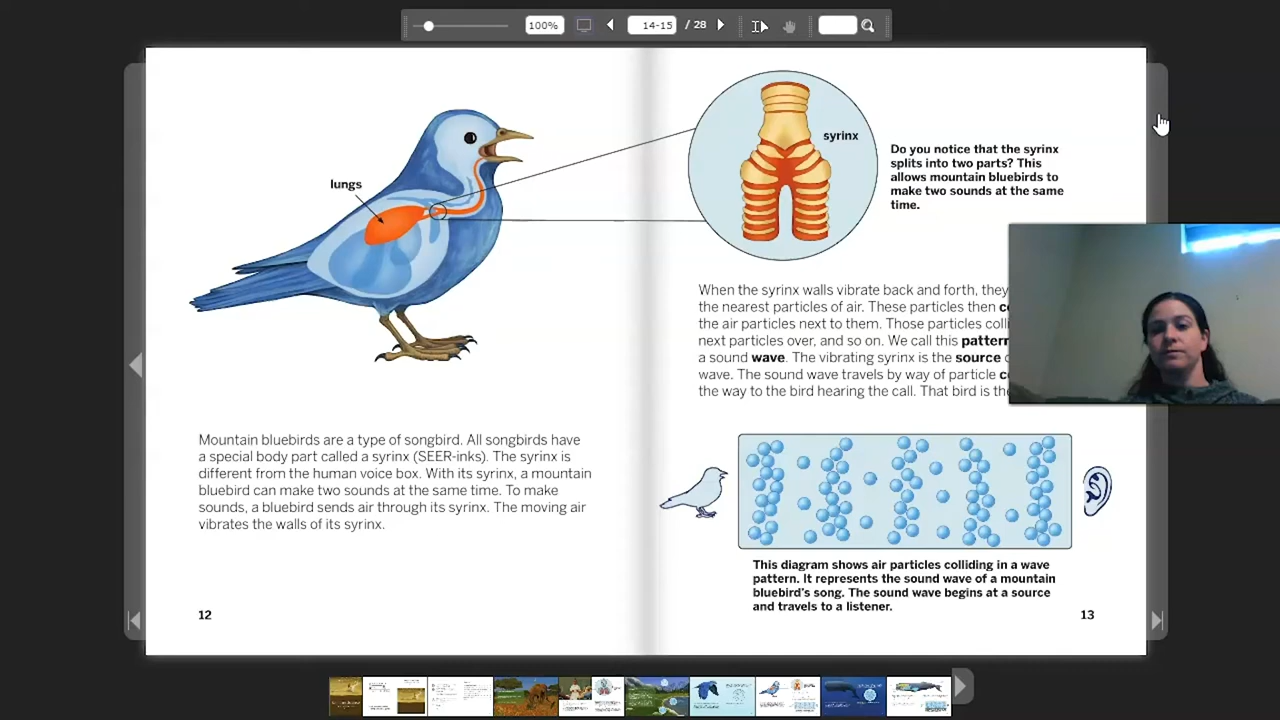 100%
14-15 / 28
lungs
syrinx
Do you notice that the syrinx
splits into two parts? This
allows mountain bluebirds to
make two sounds at the same
time.
When the syrinx walls vibrate back and forth, they
the nearest particles of air. These particles then
the air particles next to them. Those particles
next particles over, and so on. We call this
a sound wave. The vibrating syrinx is the source
wave. The sound wave travels by way of particle
the way to the bird hearing the call. That bird is
Mountain bluebirds are a type of songbird. All songbirds have
a special body part called a syrinx (SEER-inks). The syrinx is
different from the human voice box. With its syrinx, a mountain
bluebird can make two sounds at the same time. To make
sounds, a bluebird sends air through its syrinx. The moving air
vibrates the walls of its syrinx.
This diagram shows air particles colliding in a wave
pattern. It represents the sound wave of a mountain
bluebird's song. The sound wave begins at a source
and travels to a listener.
12
13